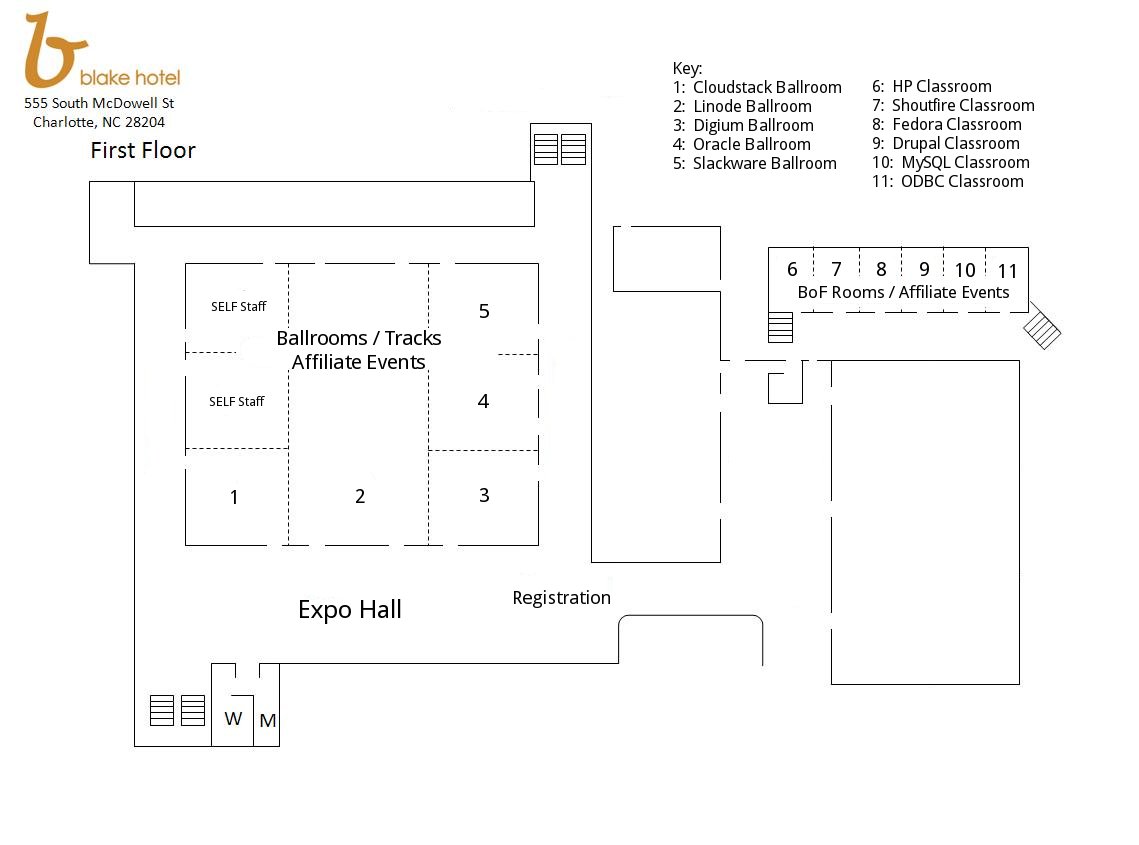 b
blake hotel
555 South McDowell St
Charlotte, NC 28204
First Floor
Key:
1: Cloudstack Ballroom
2: Linode Ballroom
3: Digium Ballroom
4: Oracle Ballroom
5: Slackware Ballroom
6: HP Classroom
7: Shoutfire Classroom
8: Fedora Classroom
9: Drupal Classroom
10: MySQL Classroom
11: ODBC Classroom
6 7 8 9 10 11
BoF Rooms / Affiliate Events
SELF Staff
5
Ballrooms / Tracks
Affiliate Events
SELF Staff
4
1
2
3
Expo Hall
Registration
W
M